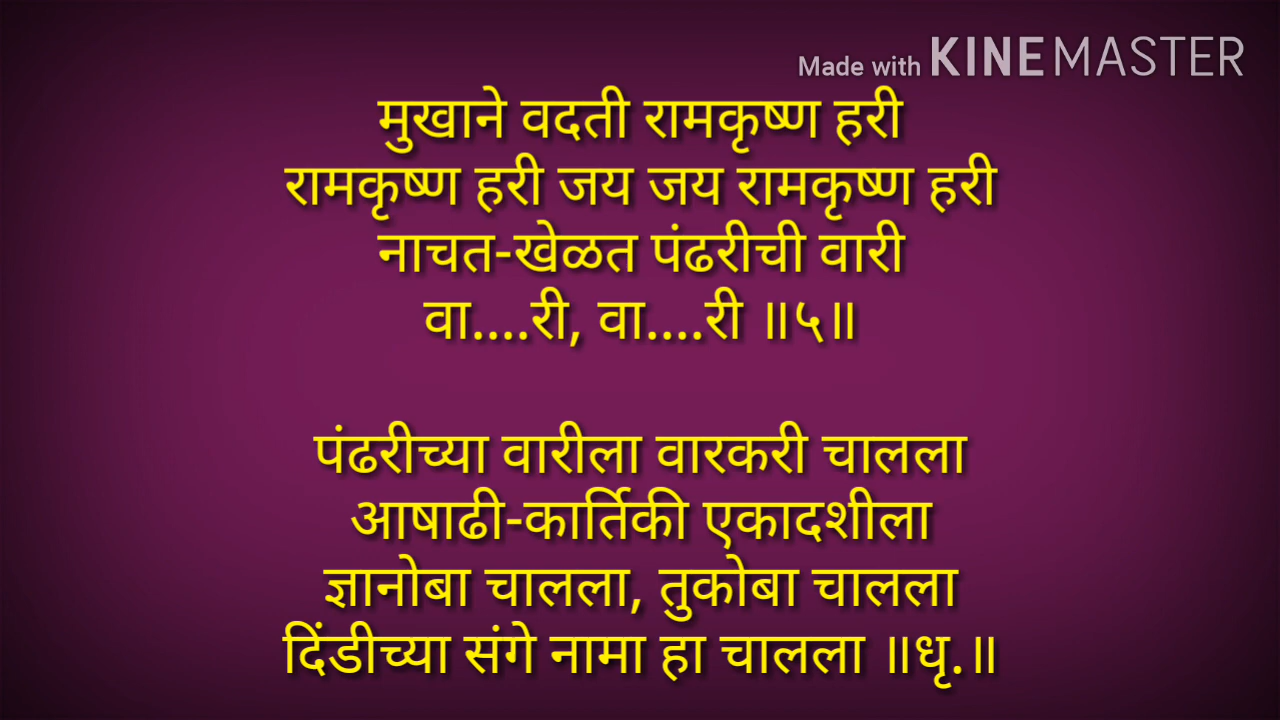 Made with KINEMASTER
मुखाने वदती रामकृष्ण हरी
रामकृष्ण हरी जय जय रामकृष्ण हरी
नाचत-खेळत पंढरीची वारी
वा....री, वा....री ॥५॥
पंढरीच्या वारीला वारकरी चालला
आषाढी-कार्तिकी एकादशीला
ज्ञानोबा चालला, तुकोबा चालला
दिंडीच्या संगे नामा हा चालला ॥धृ.॥